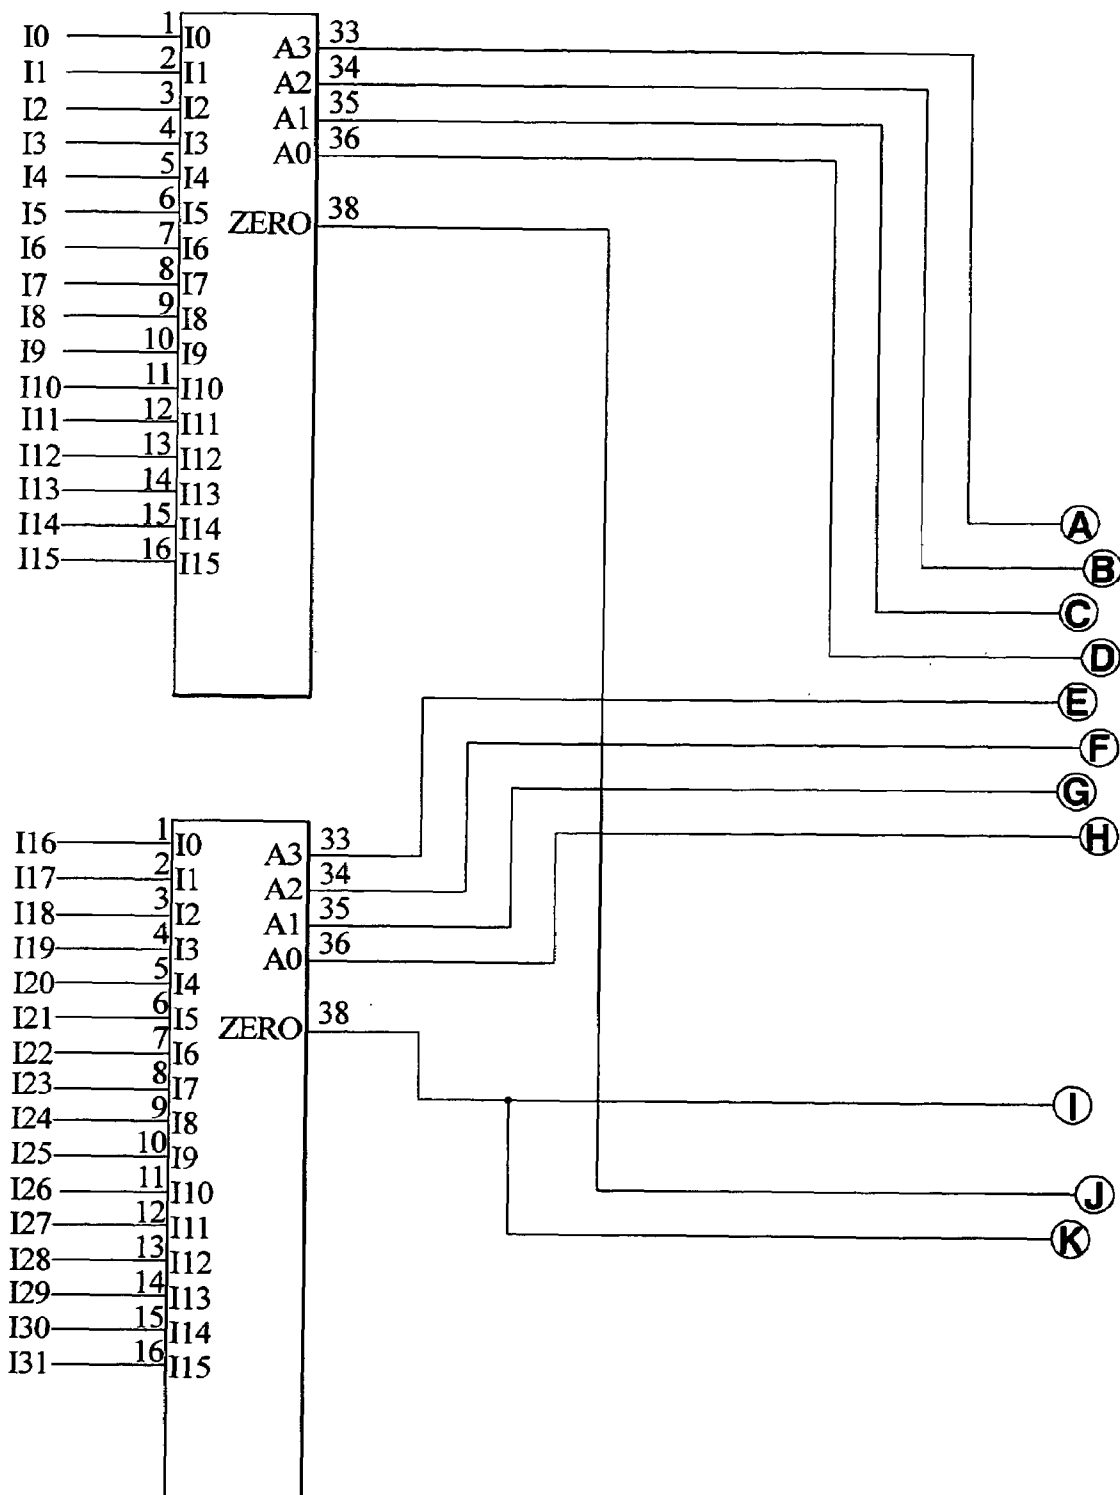 I0 1 I0 A3 33
I1 2 I1 A2 34
I2 3 I2 A1 35
I3 4 I3 A0 36
I4 5 I4
I5 6 I5 ZERO 38
I6 7 I6
I7 8 I7
I8 9 I8
I9 10 I9
I10 11 I10
I11 12 I11
I12 13 I12
I13 14 I13
I14 15 I14
I15 16 I15
A
B
C
D
E
F
G
H
I16 1 I0 A3 33
I17 2 I1 A2 34
I18 3 I2 A1 35
I19 4 I3 A0 36
I20 5 I4
I21 6 I5 ZERO 38
I22 7 I6
I23 8 I7
I24 9 I8
I25 10 I9
I26 11 I10
I27 12 I11
I28 13 I12
I29 14 I13
I30 15 I14
I31 16 I15
I
J
K